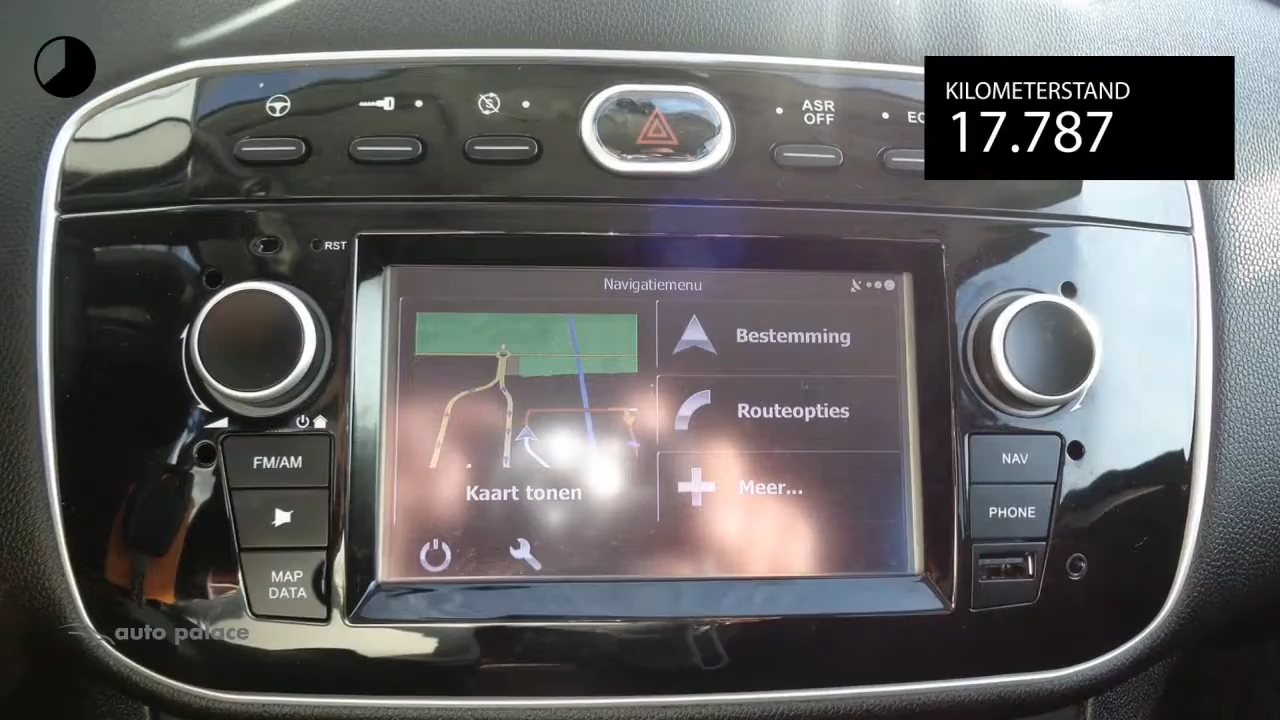 KILOMETERSTAND
17.787
ASR
OFF
RST
Navigatiemenu
Bestemming
Routeopties
Kaart tonen
Meer...
FM/AM
MAP
DATA
NAV
PHONE
auto palace